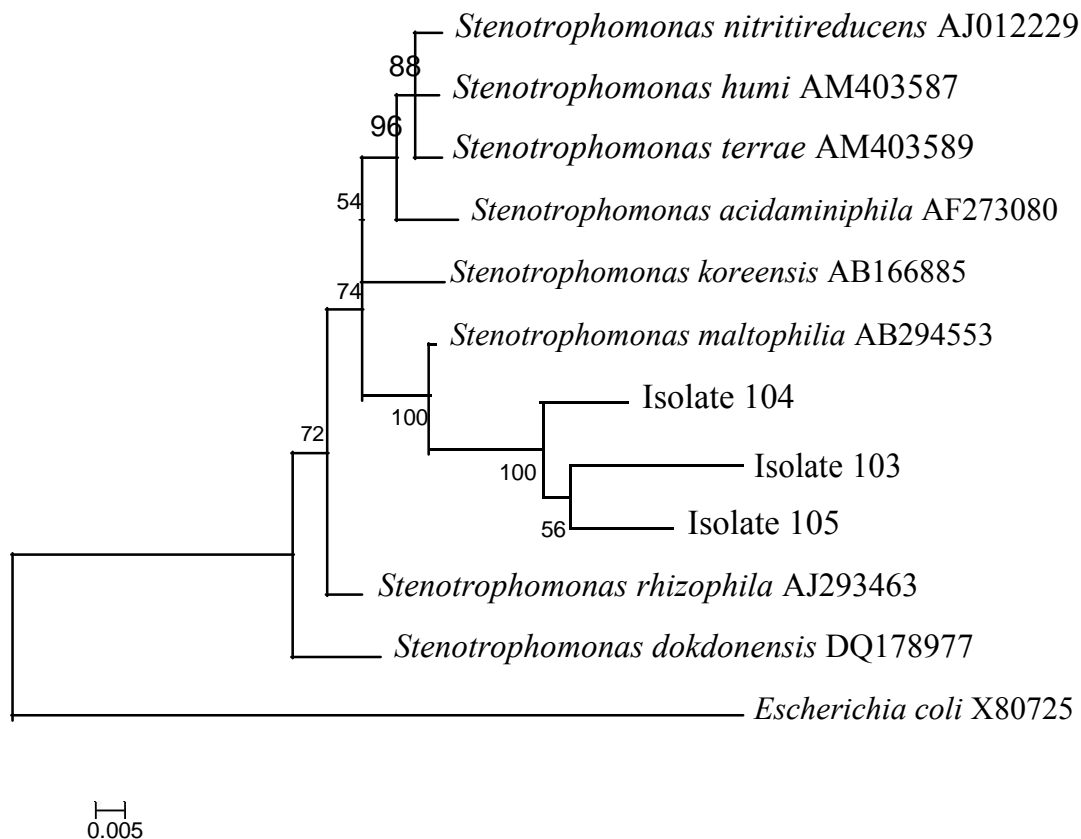 Stenotrophomonas nitritireducens AJ012229
88
Stenotrophomonas humi AM403587
96
Stenotrophomonas terrae AM403589
54
Stenotrophomonas acidaminiphila AF273080
Stenotrophomonas koreensis AB166885
74
Stenotrophomonas maltophilia AB294553
Isolate 104
100
72
Isolate 103
100
Isolate 105
56
Stenotrophomonas rhizophila AJ293463
Stenotrophomonas dokdonensis DQ178977
Escherichia coli X80725
0.005